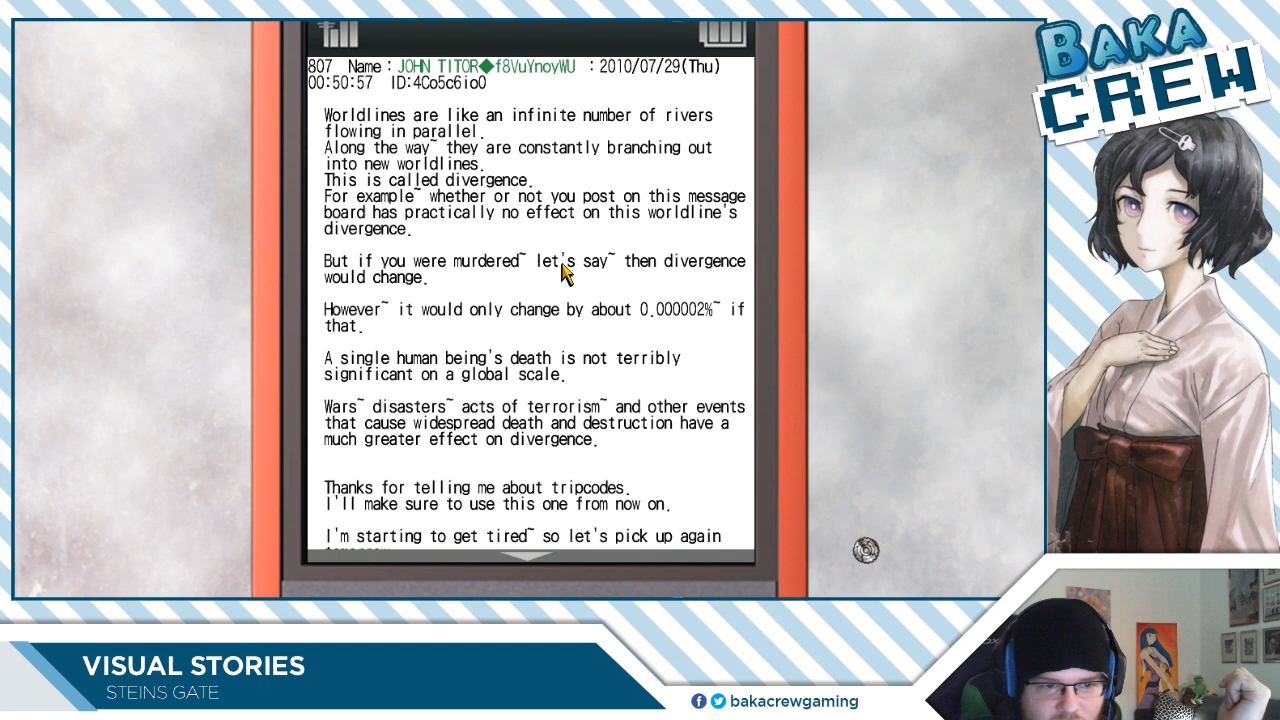 807 Name：JOHN TITOR◆f8VuYnoyWU ：2010/07/29(Thu)
00:50:57 ID:4Co5c6io0
Worldlines are like an infinite number of rivers
flowing in parallel.
Along the way~ they are constantly branching out
into new worldlines.
This is called divergence.
For example~ whether or not you post on this message
board has practically no effect on this worldline's
divergence.
But if you were murdered~ let's say~ then divergence
would change.
However~ it would only change by about 0.000002%~ if
that.
A single human being's death is not terribly
significant on a global scale.
Wars~ disasters~ acts of terrorism~ and other events
that cause widespread death and destruction have a
much greater effect on divergence.
Thanks for telling me about tripcodes.
I'll make sure to use this one from now on.
I'm starting to get tired~ so let's pick up again
BAKA
CREW
VISUAL STORIES
STEINS GATE
bakacrewgaming